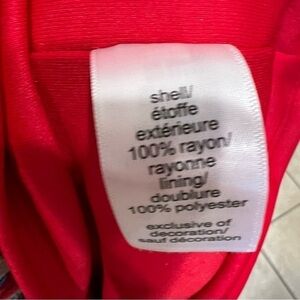 shell/
étoffe
extérieure
100% rayon/
rayonne
lining/
doublure
100% polyester
exclusive of
decoration/
sauf décoration